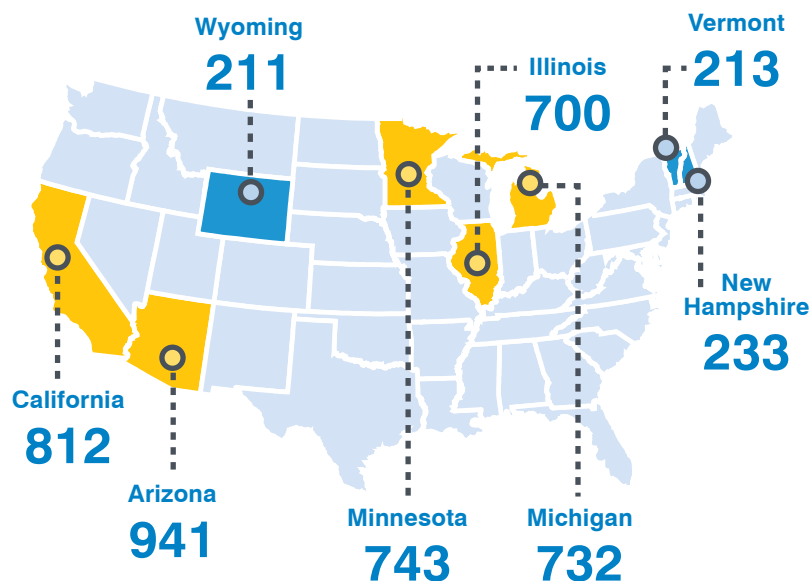 Wyoming
211
Vermont
213
Illinois
700
New
Hampshire
233
California
812
Arizona
941
Minnesota
743
Michigan
732